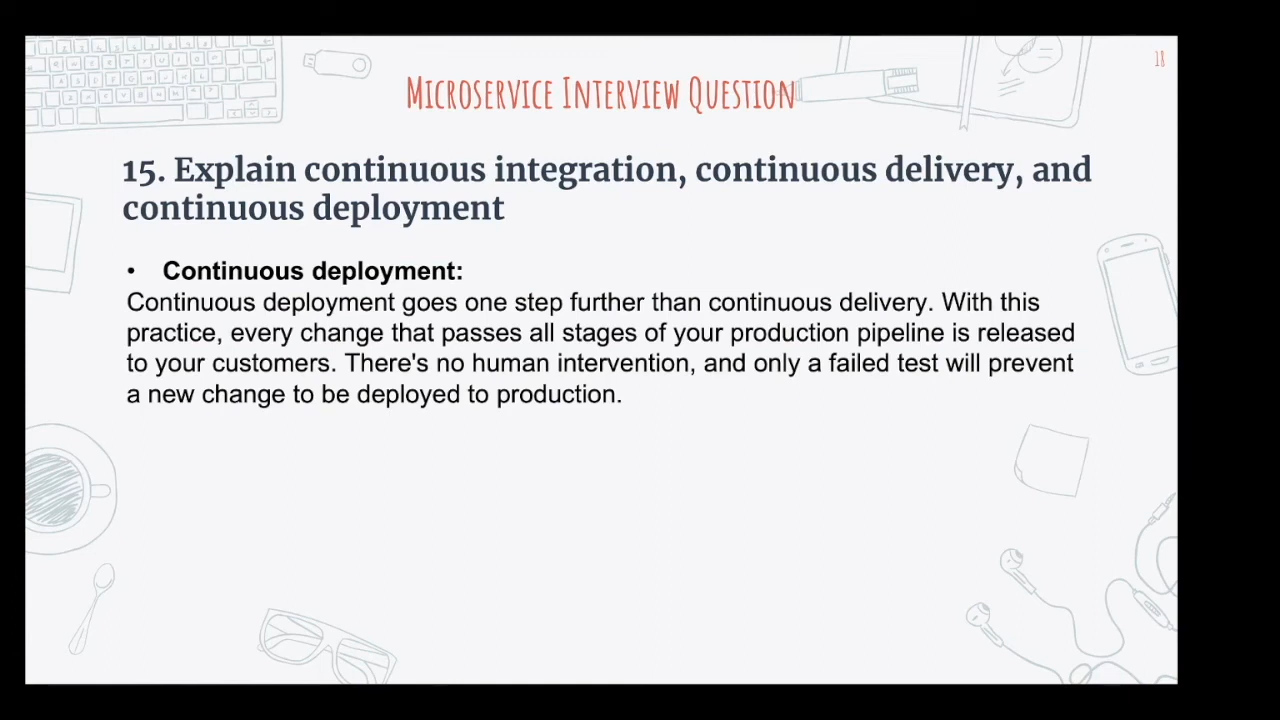 18
Microservice Interview Question
15. Explain continuous integration, continuous delivery, and
continuous deployment
• Continuous deployment:
Continuous deployment goes one step further than continuous delivery. With this
practice, every change that passes all stages of your production pipeline is released
to your customers. There's no human intervention, and only a failed test will prevent
a new change to be deployed to production.